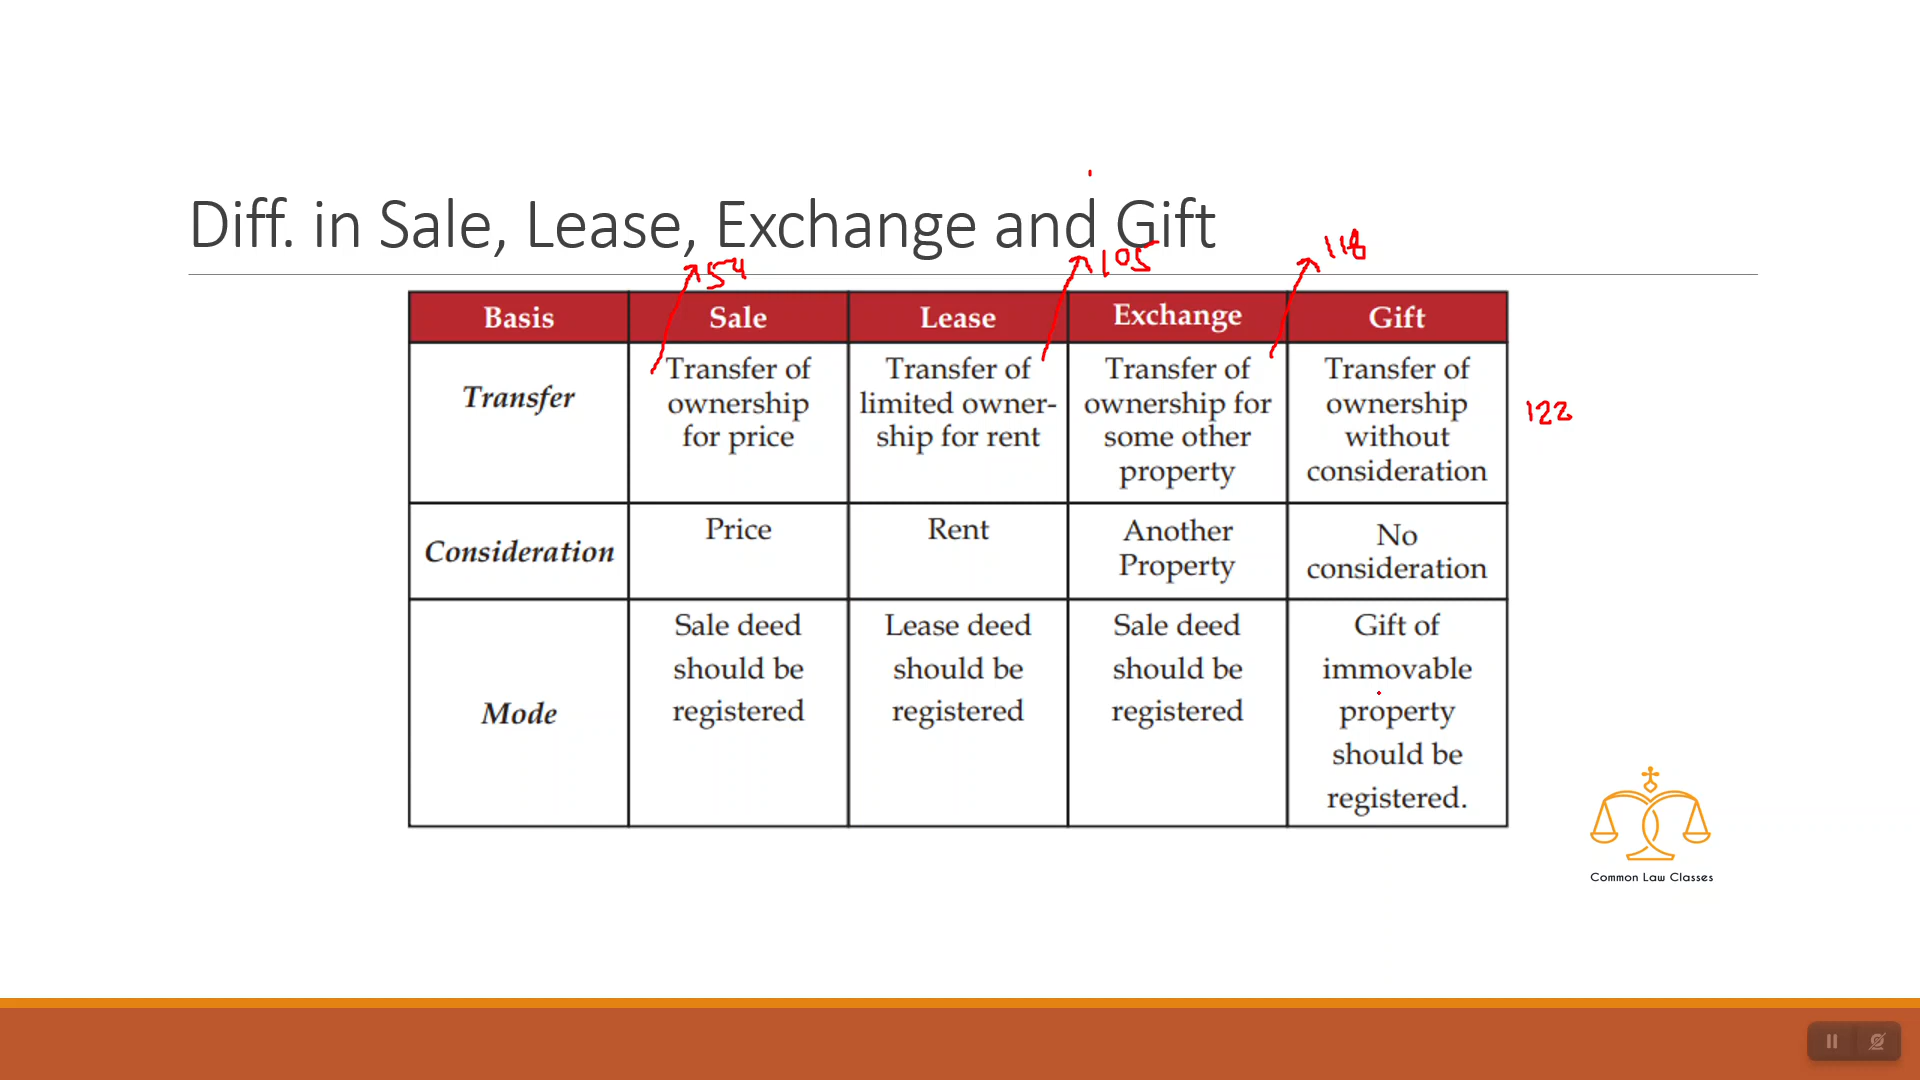 Diff. in Sale, Lease, Exchange and Gift
54
105
118
Basis Sale Lease Exchange Gift
Transfer
Transfer of
ownership
for price
Transfer of
limited owner-
ship for rent
Transfer of
ownership for
some other
property
Transfer of
ownership
without
consideration
122
Consideration
Price
Rent
Another
Property
No
consideration
Mode
Sale deed
should be
registered
Lease deed
should be
registered
Sale deed
should be
registered
Gift of
immovable
property
should be
registered.
Common Law Classes